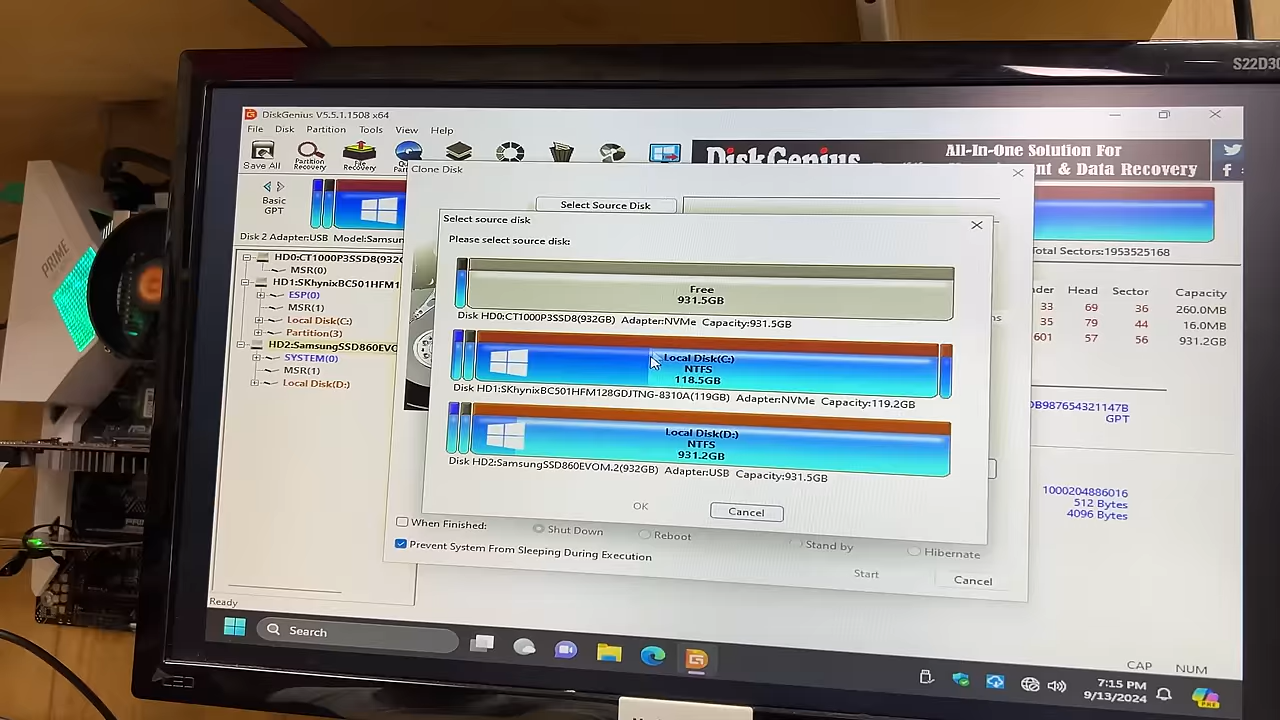 S22D30
DiskGenius V5.5.1.1508 x64
File Disk Partition Tools View Help
Save All
Partition Recovery
File Recovery
DiskGenius
All-In-One Solution For
& Data Recovery
Clone Disk
Basic
GPT
Select Source Disk
Disk 2 Adapter:USB Model:Samsun
Total Sectors:1953525168
Select source disk
Please select source disk:
HD0:CT1000P3SSD8(932G
MSR(0)
HD1:SKhynixBC501HFM1
ESP(0)
MSR(1)
Local Disk(C:)
Partition(3)
HD2:SamsungSSD860EVO
SYSTEM(0)
MSR(1)
Local Disk(D:)
Free
931.5GB
Disk HD0:CT1000P3SSD8(932GB) Adapter:NVMe Capacity:931.5GB
Local Disk(C:)
NTFS
118.5GB
Disk HD1:SKhynixBC501HFM128GDJTNG-8310A(119GB) Adapter:NVMe Capacity:119.2GB
Local Disk(D:)
NTFS
931.2GB
Disk HD2:SamsungSSD860EVOM.2(932GB) Adapter:USB Capacity:931.5GB
OK
Cancel
Head Sector Capacity
33 69 36 260.0MB
35 79 44 16.0MB
601 57 56 931.2GB
DB987654321147B
GPT
1000204886016
512 Bytes
4096 Bytes
When Finished:
Shut Down
Reboot
Stand by
Hibernate
Prevent System From Sleeping During Execution
Start
Cancel
Ready
CAP NUM
Search
7:15 PM
9/13/2024
PRE
PRIME